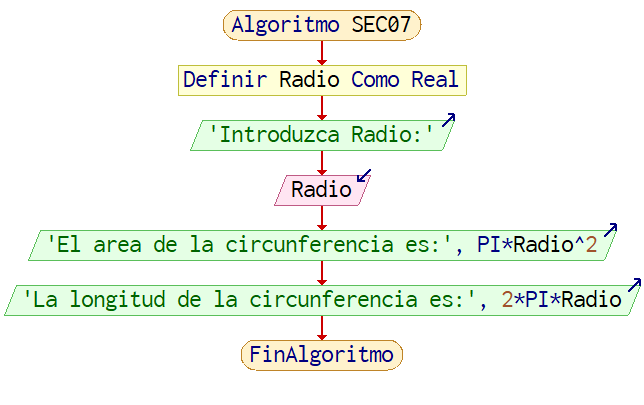 Algoritmo SEC07
Definir Radio Como Real
'Introduzca Radio:'
Radio
'El area de la circunferencia es:', PI*Radio^2
'La longitud de la circunferencia es:', 2*PI*Radio
FinAlgoritmo